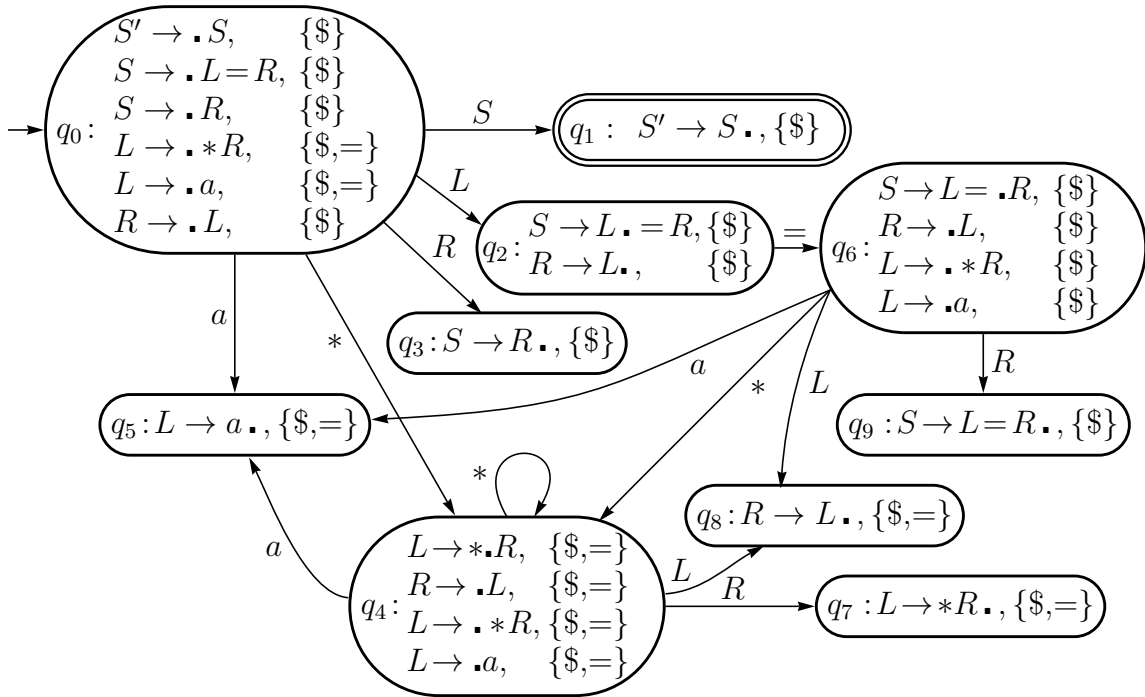 S′ → ▪ S, {$}
S → ▪ L=R, {$}
S → ▪ R, {$}
q₀: L → ▪ *R, {$,=}
L → ▪ a, {$,=}
R → ▪ L, {$}
S
q₁: S′ → S ▪ , {$}
L
R
q₂: S → L ▪ =R, {$}
R → L ▪ , {$}
=
S → L= ▪ R, {$}
q₆: R → ▪ L, {$}
L → ▪ *R, {$}
L → ▪ a, {$}
a
*
q₃: S → R ▪ , {$}
a
*
L
R
q₅: L → a ▪ , {$,=}
q₉: S → L=R ▪ , {$}
*
q₈: R → L ▪ , {$,=}
a
L → * ▪ R, {$,=}
q₄: R → ▪ L, {$,=}
L → ▪ *R, {$,=}
L → ▪ a, {$,=}
L
R
q₇: L → *R ▪ , {$,=}